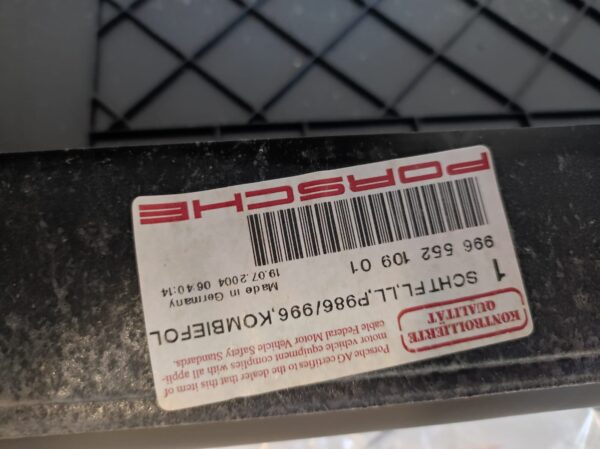 PORSCHE
996 552 109 01
19.07.2004 06:40:14
Made in Germany
1 SCHTFL,LL,P986/996,KOMBIEFOL
KONTROLLIERTE
QUALITÄT
Porsche AG certifies to the dealer that this item of
motor vehicle equipment complies with all appli-
cable Federal Motor Vehicle Safety Standards.